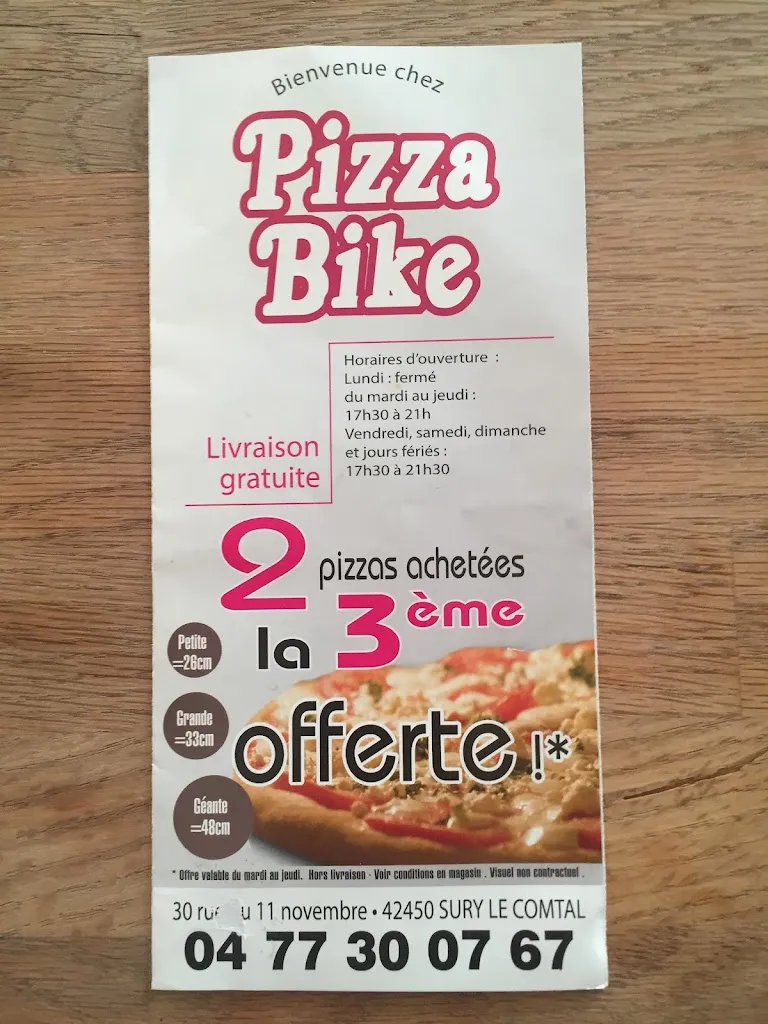 Bienvenue chez
Pizza
Bike
Horaires d'ouverture :
Lundi : fermé
du mardi au jeudi :
17h30 à 21h
Vendredi, samedi, dimanche
et jours fériés :
17h30 à 21h30
Livraison
gratuite
2 pizzas achetées
la 3ème
offerte !*
Petite
=26cm
Grande
=33cm
Géante
=48cm
* Offre valable du mardi au jeudi. Hors livraison - Voir conditions en magasin . Visuel non contractuel .
30 rue 11 novembre • 42450 SURY LE COMTAL
04 77 30 07 67